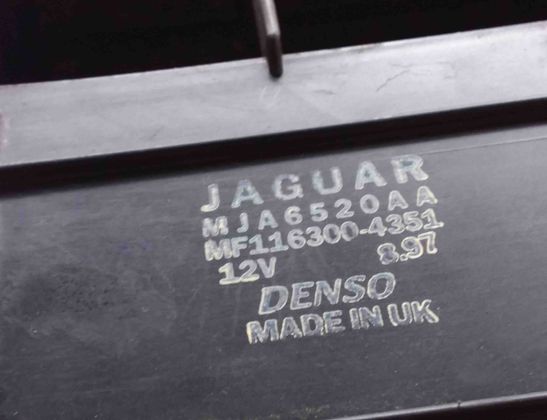 JAGUAR
MJA6520AA
MF116300-4351
12V 8.97
DENSO
MADE IN UK